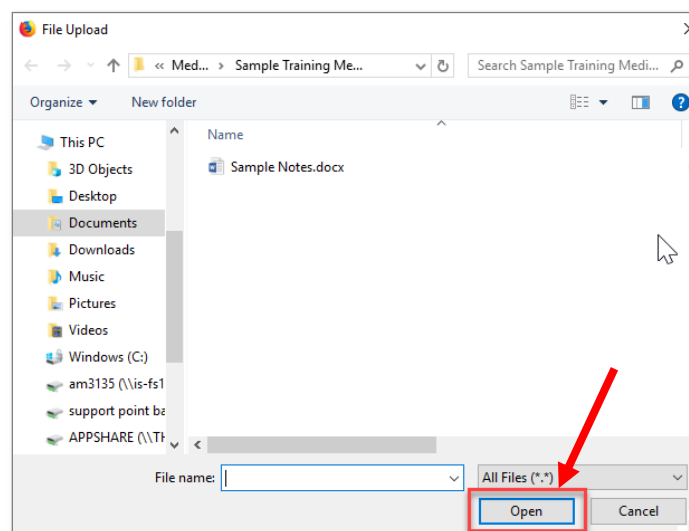 File Upload
« Med... › Sample Training Me...
Search Sample Training Medi...
Organize
New folder
?
This PC
3D Objects
Desktop
Documents
Downloads
Music
Pictures
Videos
Windows (C:)
am3135 (\\is-fs1
support point ba
APPSHARE (\\TH
Name
Sample Notes.docx
File name:
All Files (*.*)
Open
Cancel